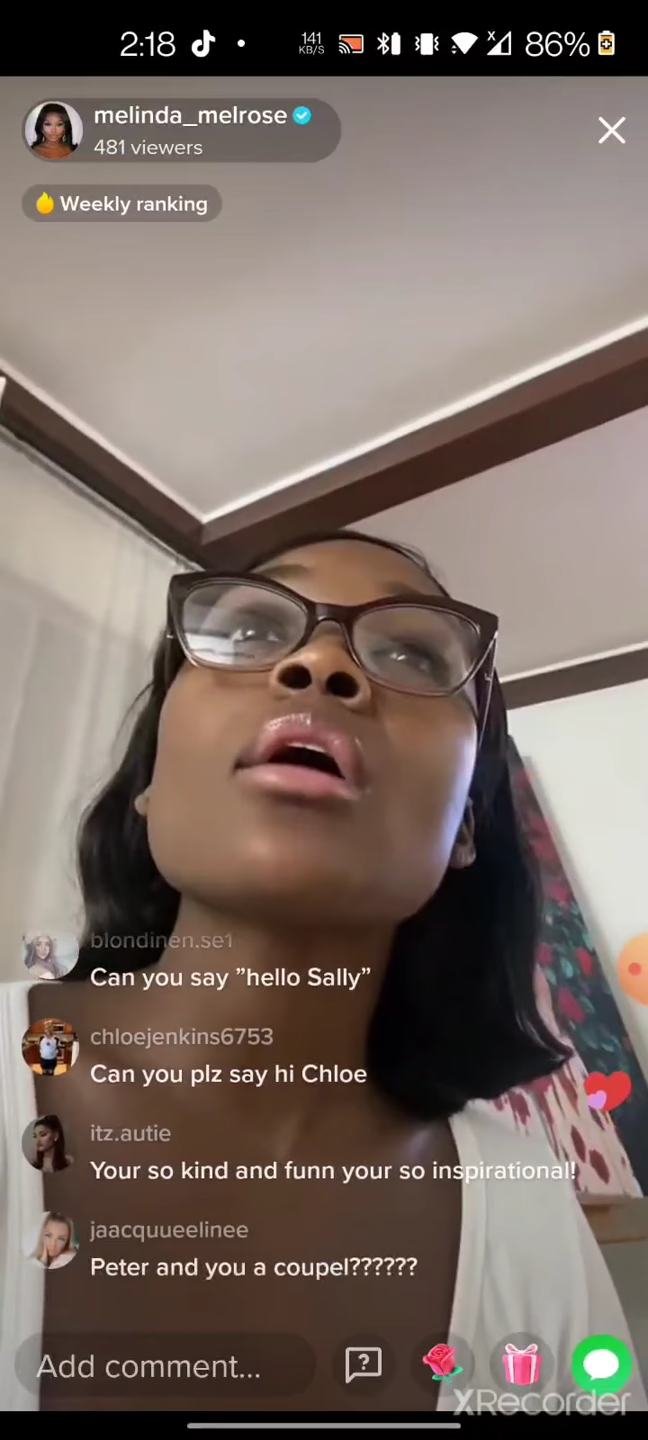 2:18
141
KB/S
86%
melinda_melrose
481 viewers
Weekly ranking
blondinen.se1
Can you say ”hello Sally”
chloejenkins6753
Can you plz say hi Chloe
itz.autie
Your so kind and funn your so inspirational!
jaacquueelinee
Peter and you a coupel??????
Add comment...
XRecorder